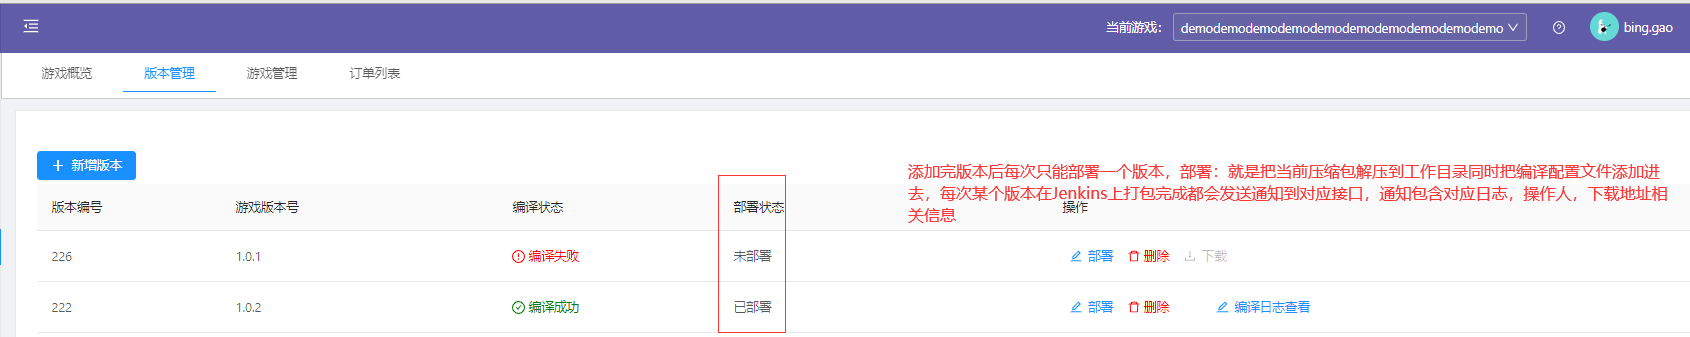 当前游戏： demodemodemodemodemodemodemodemodemodemo bing.gao
游戏概览 版本管理 游戏管理 订单列表
新增版本
添加完版本后每次只能部署一个版本，部署：就是把当前压缩包解压到工作目录同时把编译配置文件添加进
去，每次某个版本在Jenkins上打包完成都会发送通知到对应接口，通知包含对应日志，操作人，下载地址相
关信息
版本编号 游戏版本号 编译状态 部署状态 操作
226 1.0.1 编译失败 未部署 部署 删除 下载
222 1.0.2 编译成功 已部署 部署 删除 编译日志查看